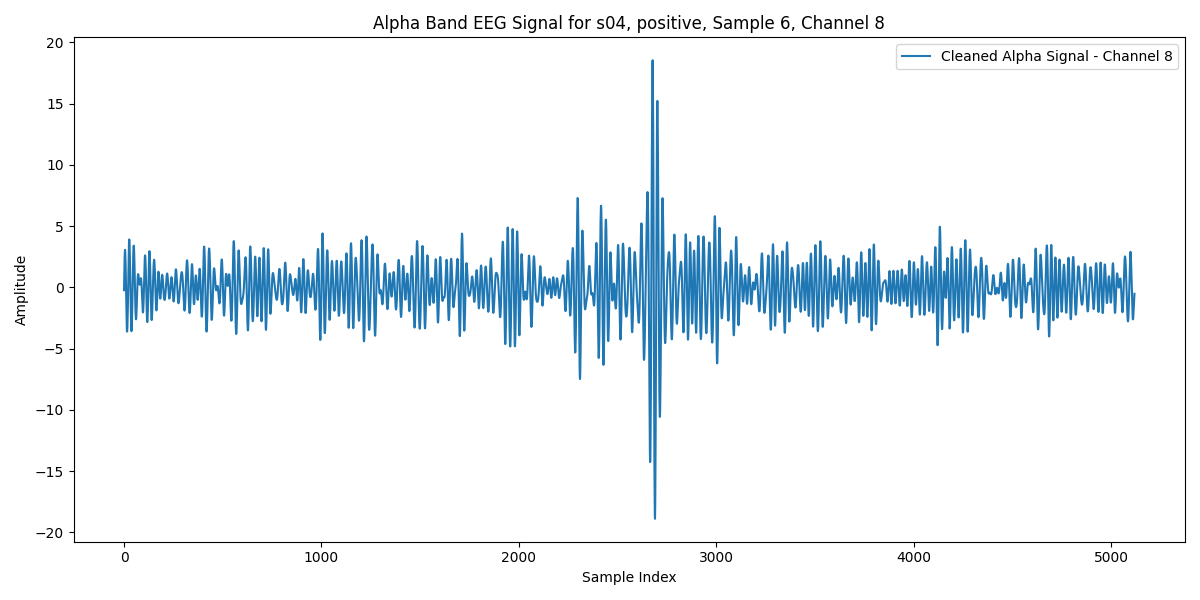 Alpha Band EEG Signal for s04, positive, Sample 6, Channel 8
Cleaned Alpha Signal - Channel 8
Amplitude
20
15
10
5
0
−5
−10
−15
−20
0 1000 2000 3000 4000 5000
Sample Index